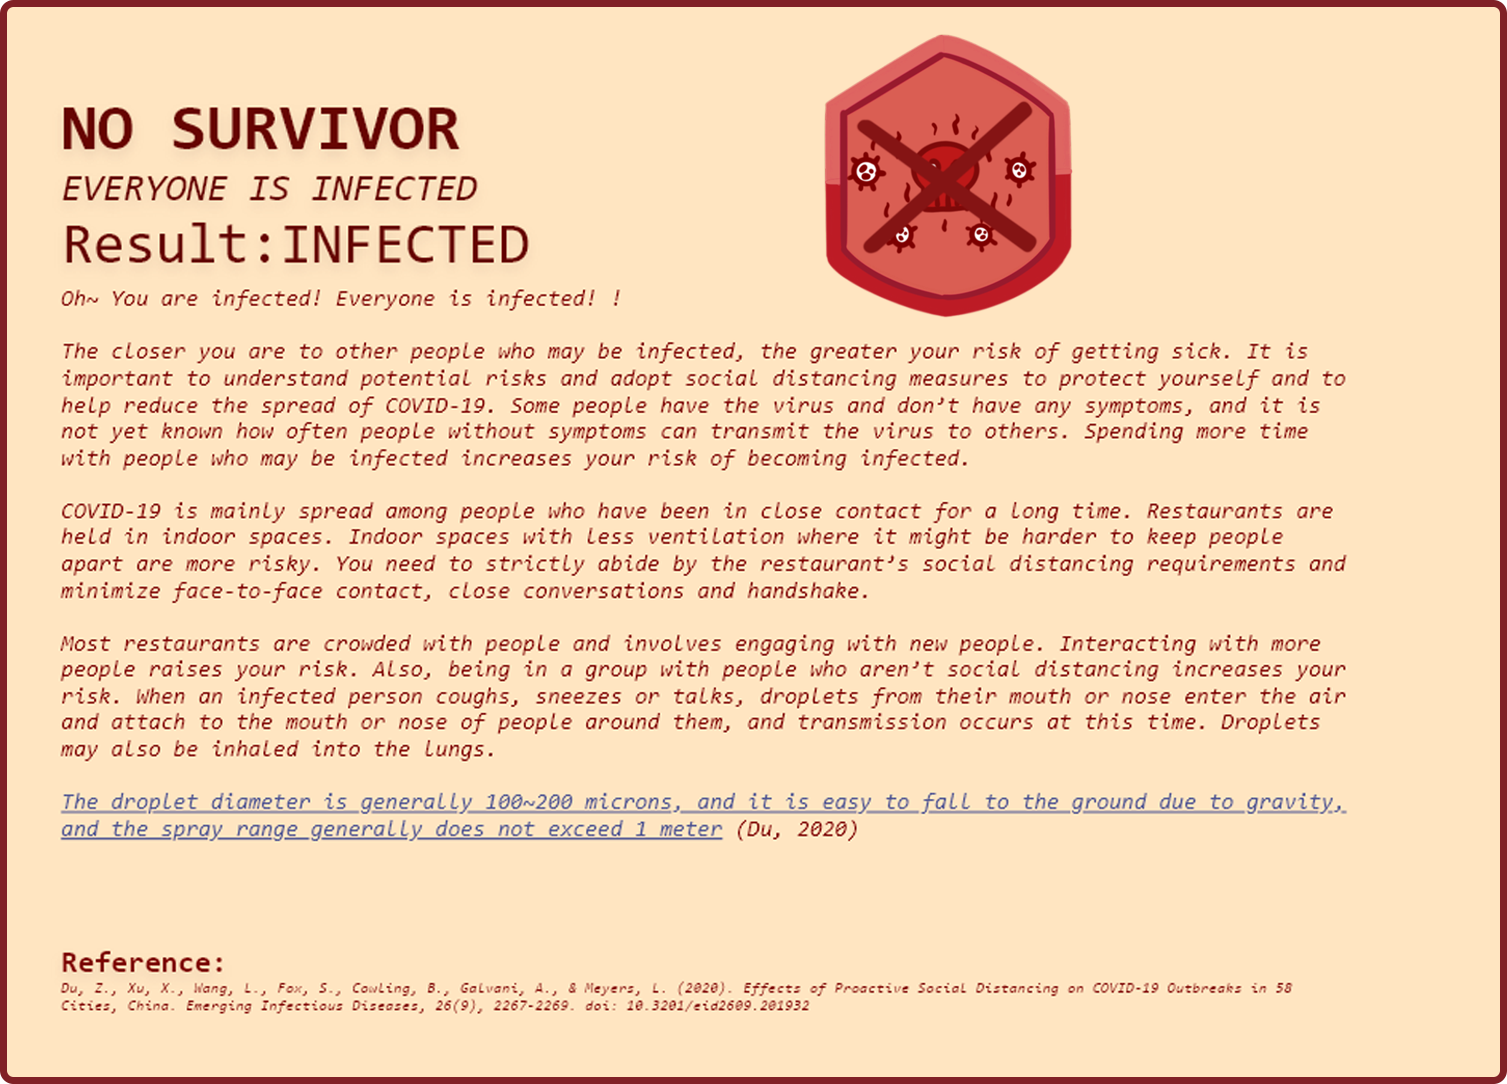 NO SURVIVOR
EVERYONE IS INFECTED
Result:INFECTED
Oh~ You are infected! Everyone is infected! !
The closer you are to other people who may be infected, the greater your risk of getting sick. It is
important to understand potential risks and adopt social distancing measures to protect yourself and to
help reduce the spread of COVID-19. Some people have the virus and don’t have any symptoms, and it is
not yet known how often people without symptoms can transmit the virus to others. Spending more time
with people who may be infected increases your risk of becoming infected.
COVID-19 is mainly spread among people who have been in close contact for a long time. Restaurants are
held in indoor spaces. Indoor spaces with less ventilation where it might be harder to keep people
apart are more risky. You need to strictly abide by the restaurant’s social distancing requirements and
minimize face-to-face contact, close conversations and handshake.
Most restaurants are crowded with people and involves engaging with new people. Interacting with more
people raises your risk. Also, being in a group with people who aren’t social distancing increases your
risk. When an infected person coughs, sneezes or talks, droplets from their mouth or nose enter the air
and attach to the mouth or nose of people around them, and transmission occurs at this time. Droplets
may also be inhaled into the lungs.
The droplet diameter is generally 100~200 microns, and it is easy to fall to the ground due to gravity,
and the spray range generally does not exceed 1 meter (Du, 2020)
Reference:
Du, Z., Xu, X., Wang, L., Fox, S., Cowling, B., Galvani, A., & Meyers, L. (2020). Effects of Proactive Social Distancing on COVID-19 Outbreaks in 58
Cities, China. Emerging Infectious Diseases, 26(9), 2267-2269. doi: 10.3201/eid2609.201932